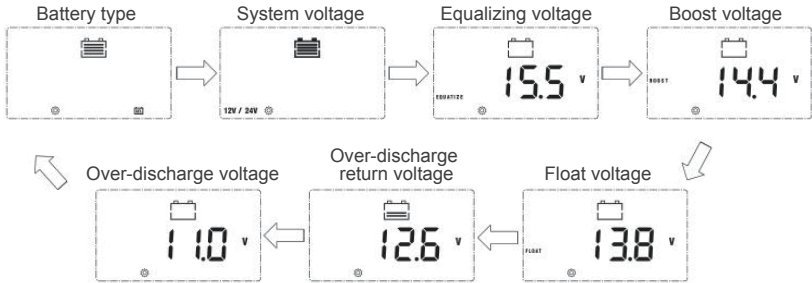 Battery type
System voltage
Equalizing voltage
Boost voltage
12V / 24V
EQUATIZE
15.5 V
BOOST
14.4 V
Over-discharge voltage
Over-discharge
return voltage
Float voltage
11.0 V
12.6 V
FLOAT
13.8 V